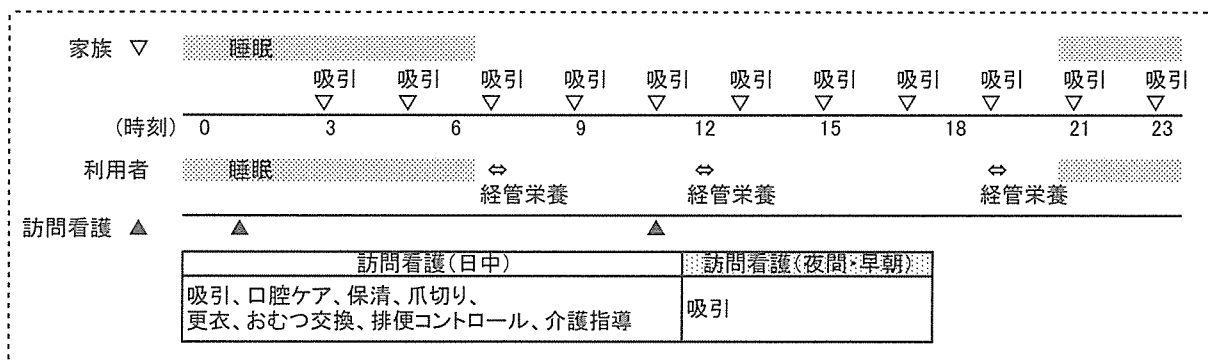 家族 ▽ 睡眠
吸引 吸引 吸引 吸引 吸引 吸引 吸引 吸引 吸引 吸引 吸引
▽ ▽ ▽ ▽ ▽ ▽ ▽ ▽ ▽ ▽ ▽
(時刻) 0 3 6 9 12 15 18 21 23
利用者 睡眠 ⇔ ⇔ ⇔
経管栄養 経管栄養 経管栄養
訪問看護 ▲ ▲ ▲
訪問看護(日中) 訪問看護(夜間・早朝)
吸引、口腔ケア、保清、爪切り、
更衣、おむつ交換、排便コントロール、介護指導 吸引